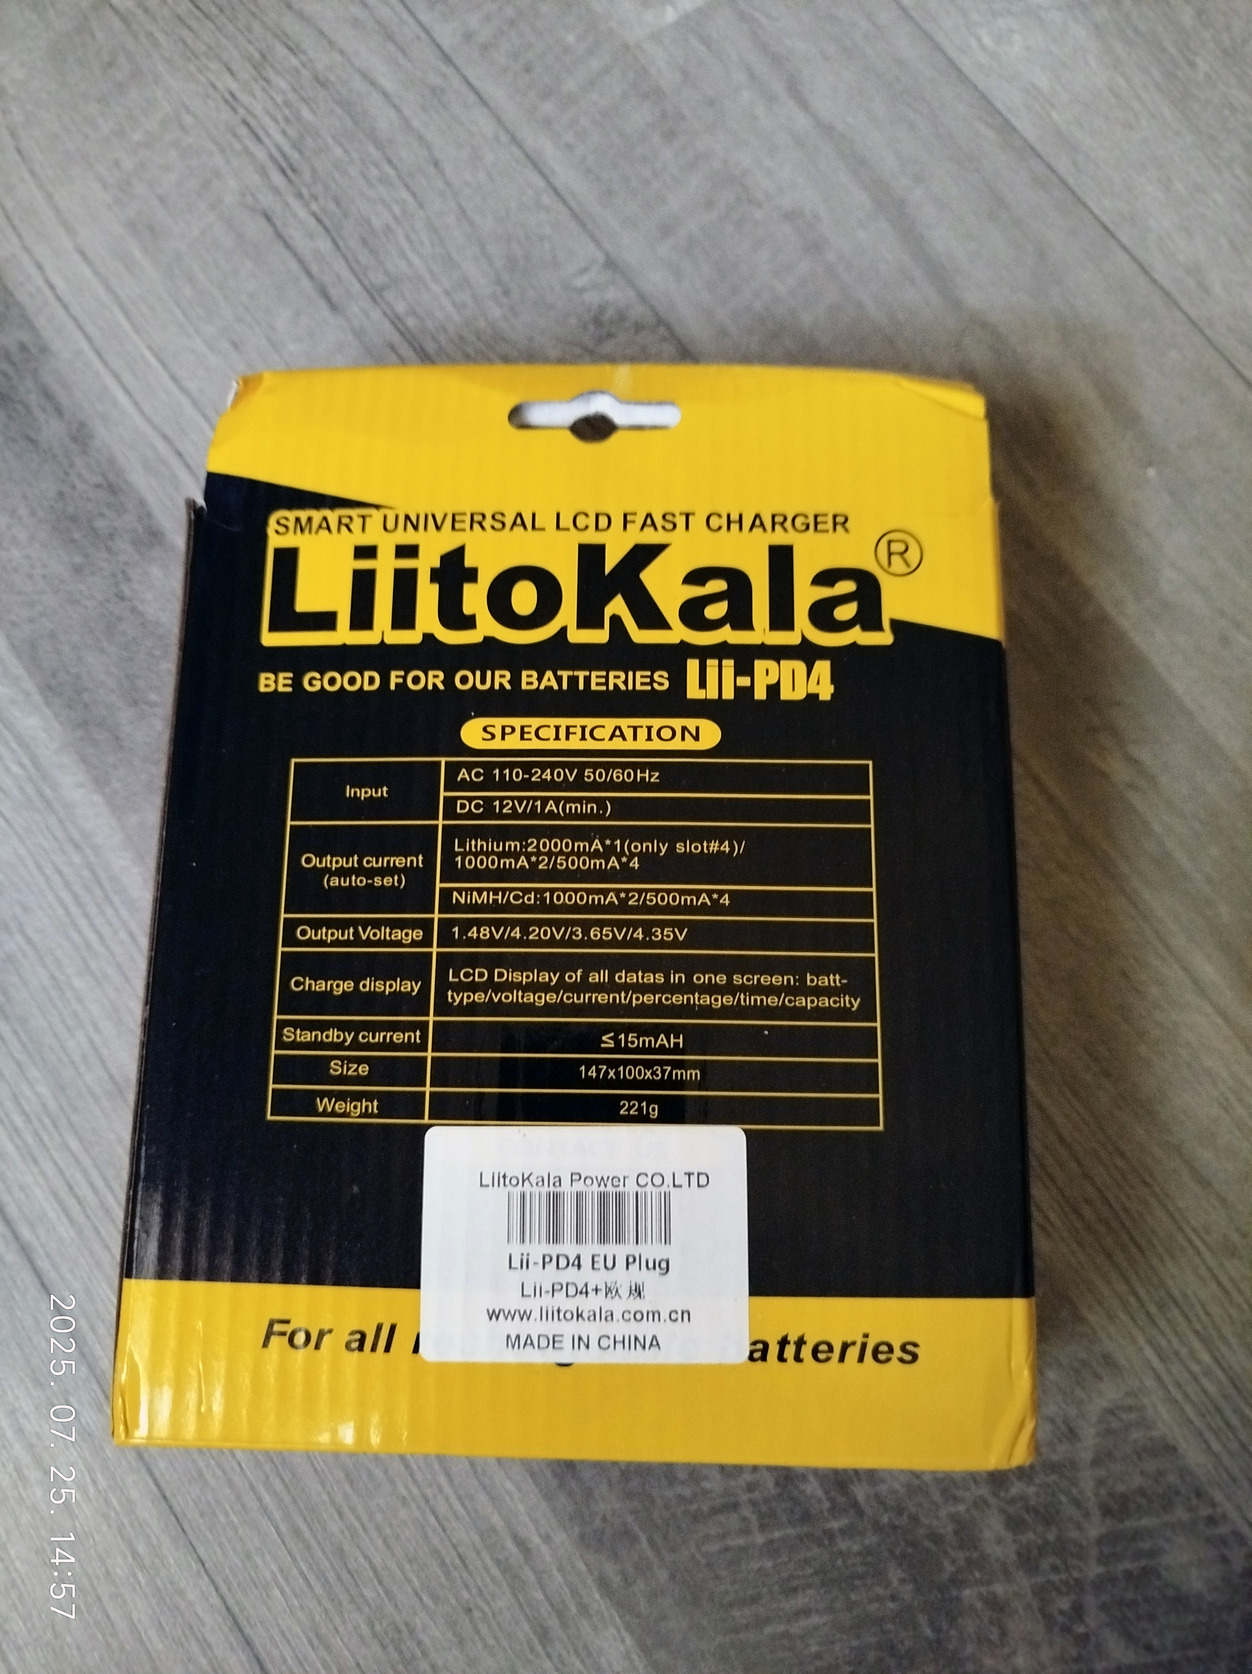 SMART UNIVERSAL LCD FAST CHARGER
LiitoKala®
BE GOOD FOR OUR BATTERIES Lii-PD4
SPECIFICATION
Input
AC 110-240V 50/60Hz
DC 12V/1A(min.)
Output current
(auto-set)
Lithium:2000mA*1(only slot#4)/
1000mA*2/500mA*4
NiMH/Cd:1000mA*2/500mA*4
Output Voltage
1.48V/4.20V/3.65V/4.35V
Charge display
LCD Display of all datas in one screen: batt-
type/voltage/current/percentage/time/capacity
Standby current
≤15mAH
Size
147x100x37mm
Weight
221g
LiitoKala Power CO.LTD
Lii-PD4 EU Plug
Lii-PD4+欧规
www.liitokala.com.cn
MADE IN CHINA
For all atteries
2025.07.25. 14:57